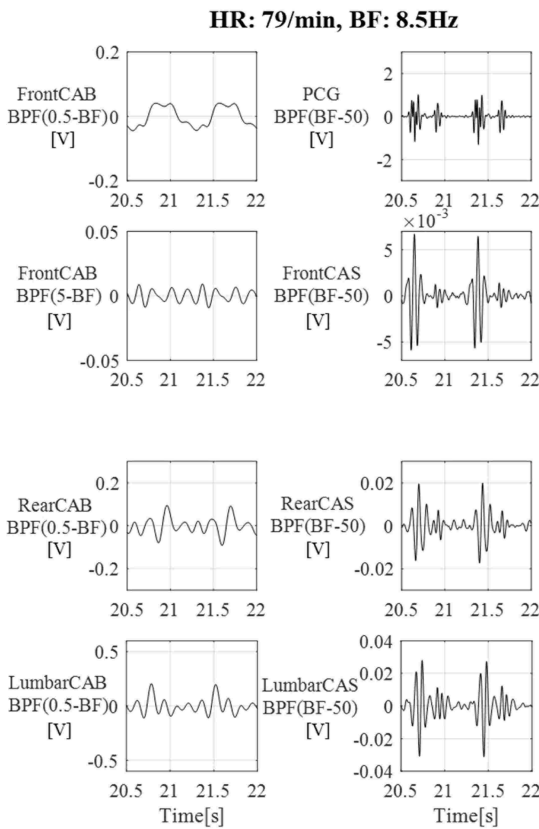 HR: 79/min, BF: 8.5Hz
FrontCAB
BPF(0.5-BF)
[V]
0.2
0
-0.2
20.5 21 21.5 22
PCG
BPF(BF-50)
[V]
3
0
-3
20.5 21 21.5 22
FrontCAB
BPF(5-BF)
[V]
0.05
0
-0.05
20.5 21 21.5 22
FrontCAS
BPF(BF-50)
[V]
×10⁻³
5
0
-5
20.5 21 21.5 22
RearCAB
BPF(0.5-BF)
[V]
0.2
0
-0.2
20.5 21 21.5 22
RearCAS
BPF(BF-50)
[V]
0.02
0
-0.02
20.5 21 21.5 22
LumbarCAB
BPF(0.5-BF)
[V]
0.5
0
-0.5
20.5 21 21.5 22
Time[s]
LumbarCAS
BPF(BF-50)
[V]
0.04
0.02
0
-0.02
-0.04
20.5 21 21.5 22
Time[s]